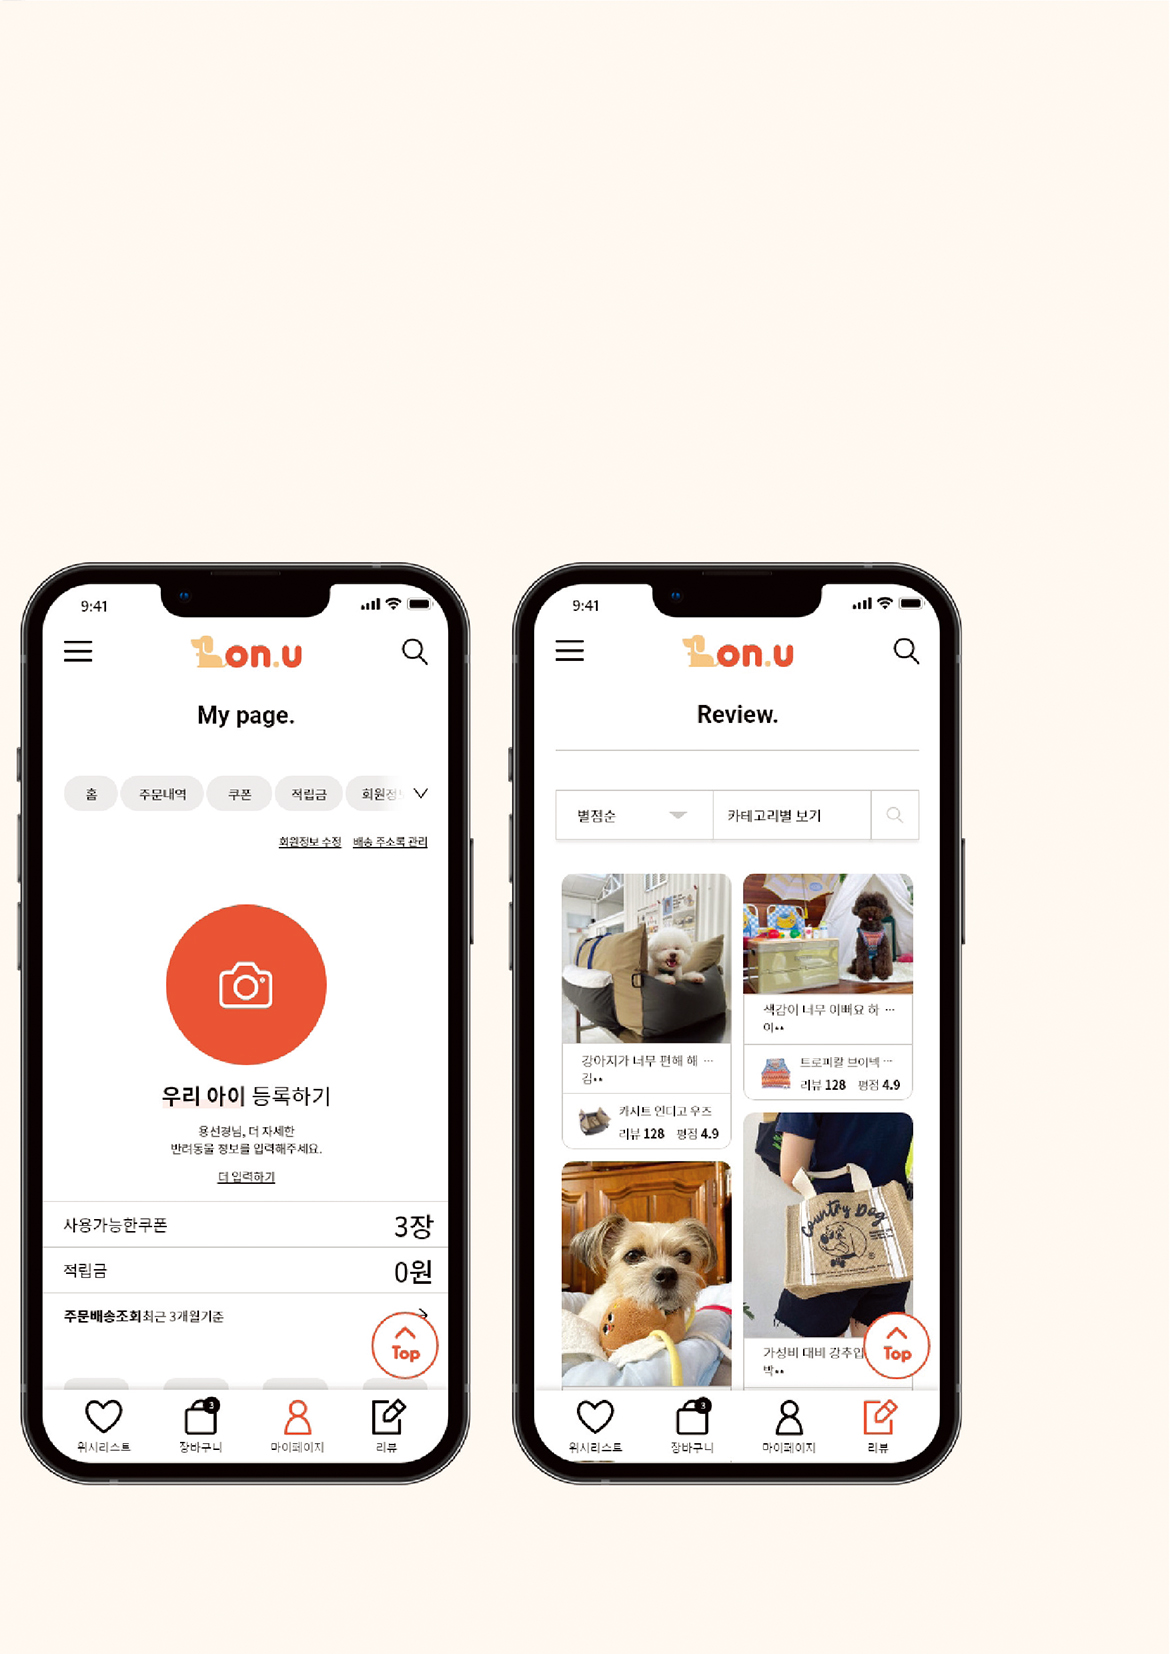 9:41
on.u
My page.
홈 주문내역 쿠폰 적립금 회원정
회원정보 수정 배송 주소록 관리
우리 아이 등록하기
용선경님, 더 자세한
반려동물 정보를 입력해주세요.
더 입력하기
사용가능한쿠폰 3장
적립금 0원
주문배송조회최근 3개월기준
Top
3
위시리스트 장바구니 마이페이지 리뷰
9:41
on.u
Review.
별점순 카테고리별 보기
강아지가 너무 편해 해 ···
김••
카시트 인디고 우즈
리뷰 128 평점 4.9
색감이 너무 이뻐요 하 ···
이••
트로피칼 브이넥 ···
리뷰 128 평점 4.9
Country Dog
가성비 대비 강추입
박••
Top
3
위시리스트 장바구니 마이페이지 리뷰